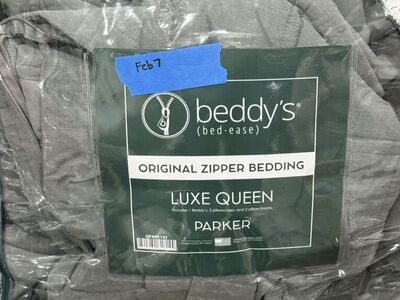 Feb 7
beddy's®
(bed·ease)
ORIGINAL ZIPPER BEDDING
LUXE QUEEN
Includes 1 Beddy's, 2 pillowcases, and 2 pillow shams.
PARKER